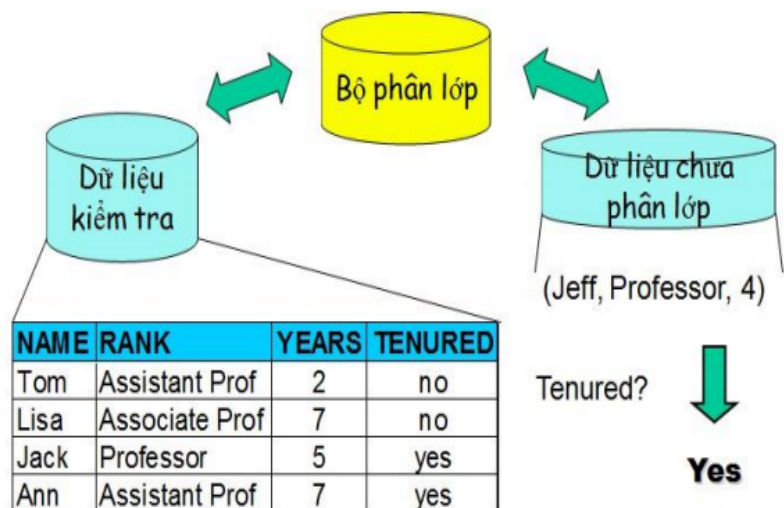 Bộ phân lớp
Dữ liệu
kiểm tra
Dữ liệu chưa
phân lớp
(Jeff, Professor, 4)
NAME RANK YEARS TENURED
Tom Assistant Prof 2 no
Lisa Associate Prof 7 no
Jack Professor 5 yes
Ann Assistant Prof 7 yes
Tenured?
Yes